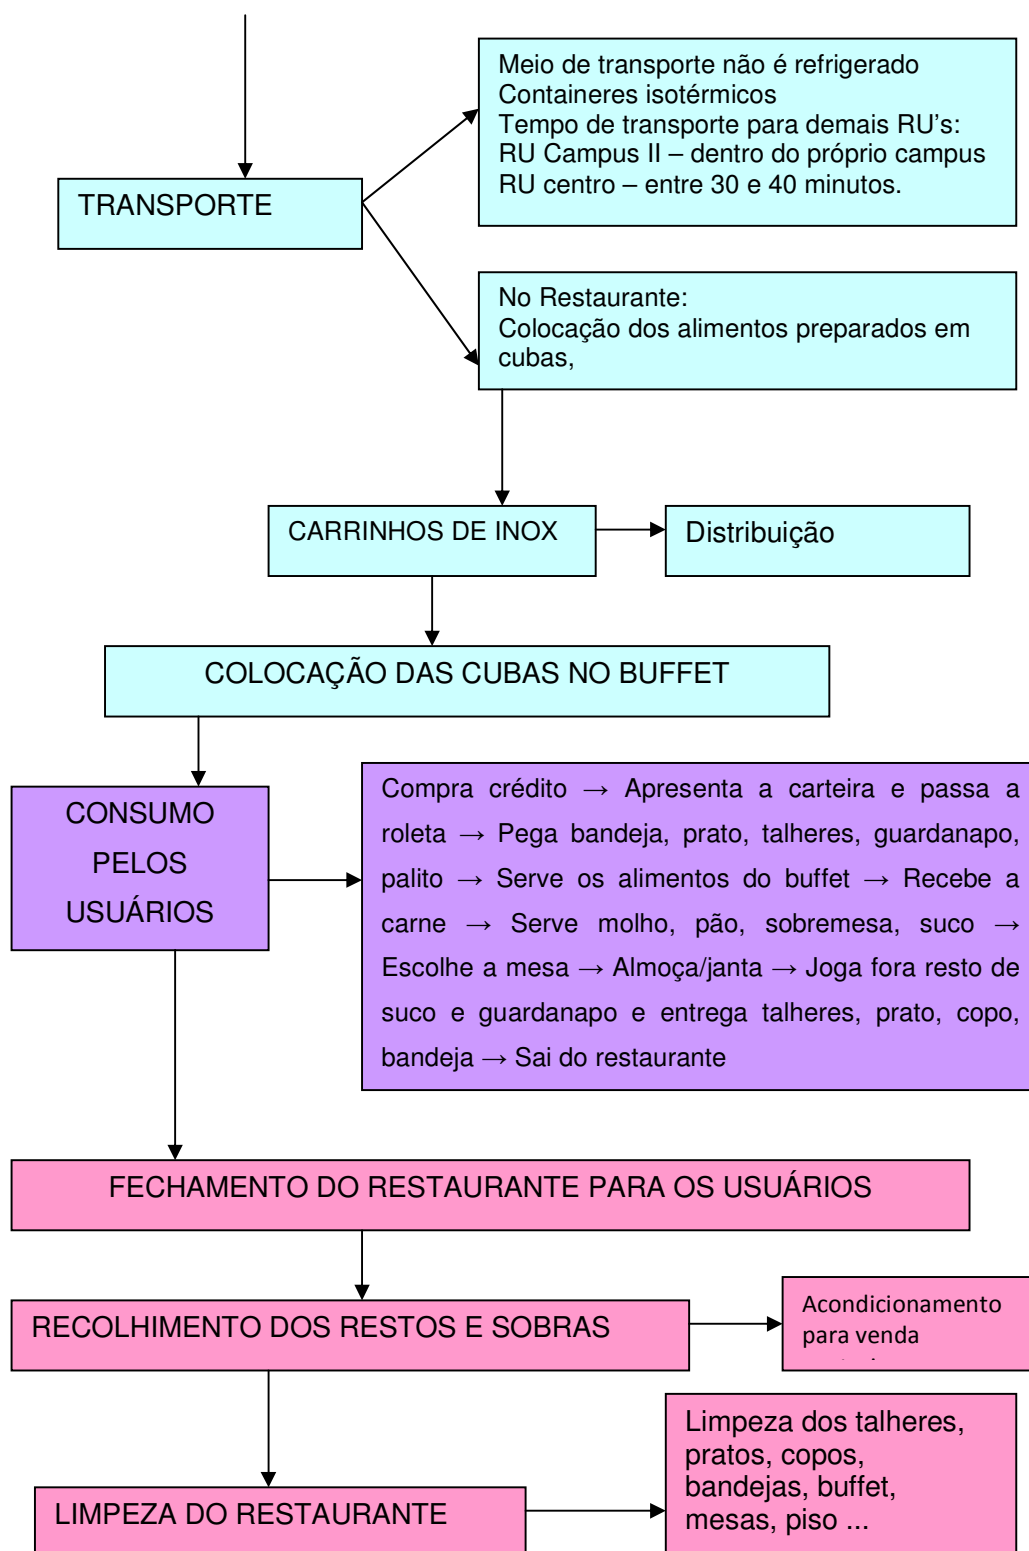 Meio de transporte não é refrigerado
Containeres isotérmicos
Tempo de transporte para demais RU's:
RU Campus II – dentro do próprio campus
RU centro – entre 30 e 40 minutos.
TRANSPORTE
No Restaurante:
Colocação dos alimentos preparados em
cubas,
CARRINHOS DE INOX
Distribuição
COLOCAÇÃO DAS CUBAS NO BUFFET
CONSUMO
PELOS
USUÁRIOS
Compra crédito → Apresenta a carteira e passa a
roleta → Pega bandeja, prato, talheres, guardanapo,
palito → Serve os alimentos do buffet → Recebe a
carne → Serve molho, pão, sobremesa, suco →
Escolhe a mesa → Almoça/janta → Joga fora resto de
suco e guardanapo e entrega talheres, prato, copo,
bandeja → Sai do restaurante
FECHAMENTO DO RESTAURANTE PARA OS USUÁRIOS
RECOLHIMENTO DOS RESTOS E SOBRAS
Acondicionamento
para venda
LIMPEZA DO RESTAURANTE
Limpeza dos talheres,
pratos, copos,
bandejas, buffet,
mesas, piso ...